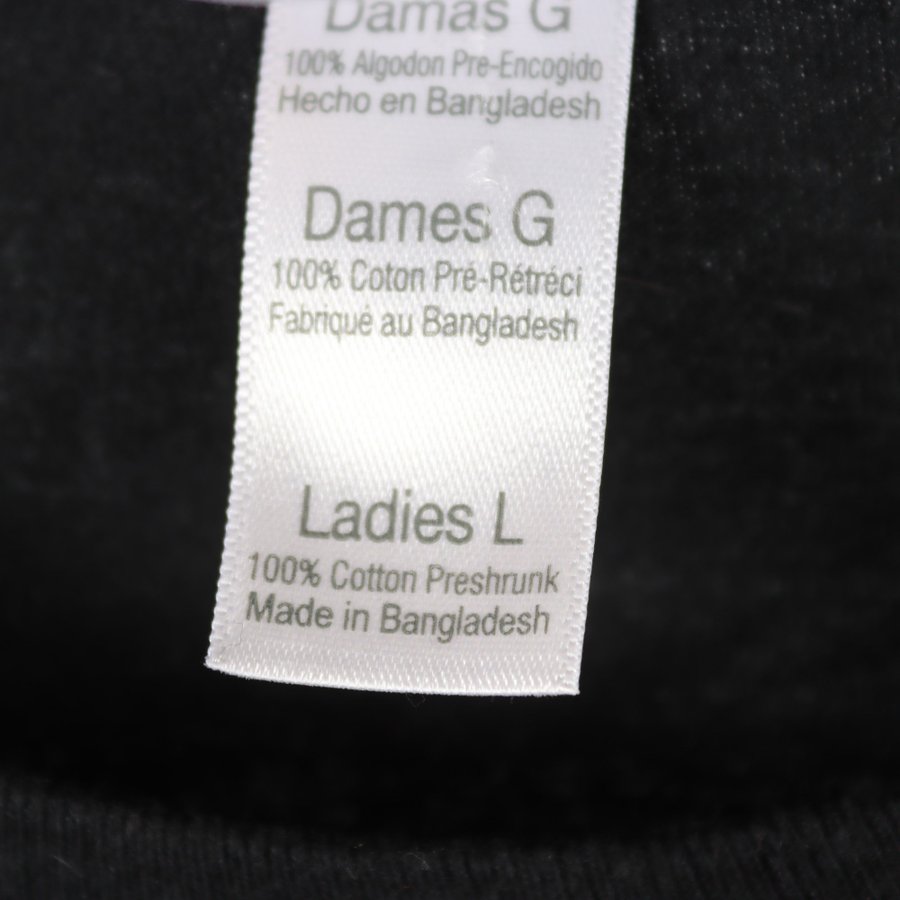 Damas G
100% Algodon Pre-Encogido
Hecho en Bangladesh
Dames G
100% Coton Pré-Rétréci
Fabriqué au Bangladesh
Ladies L
100% Cotton Preshrunk
Made in Bangladesh